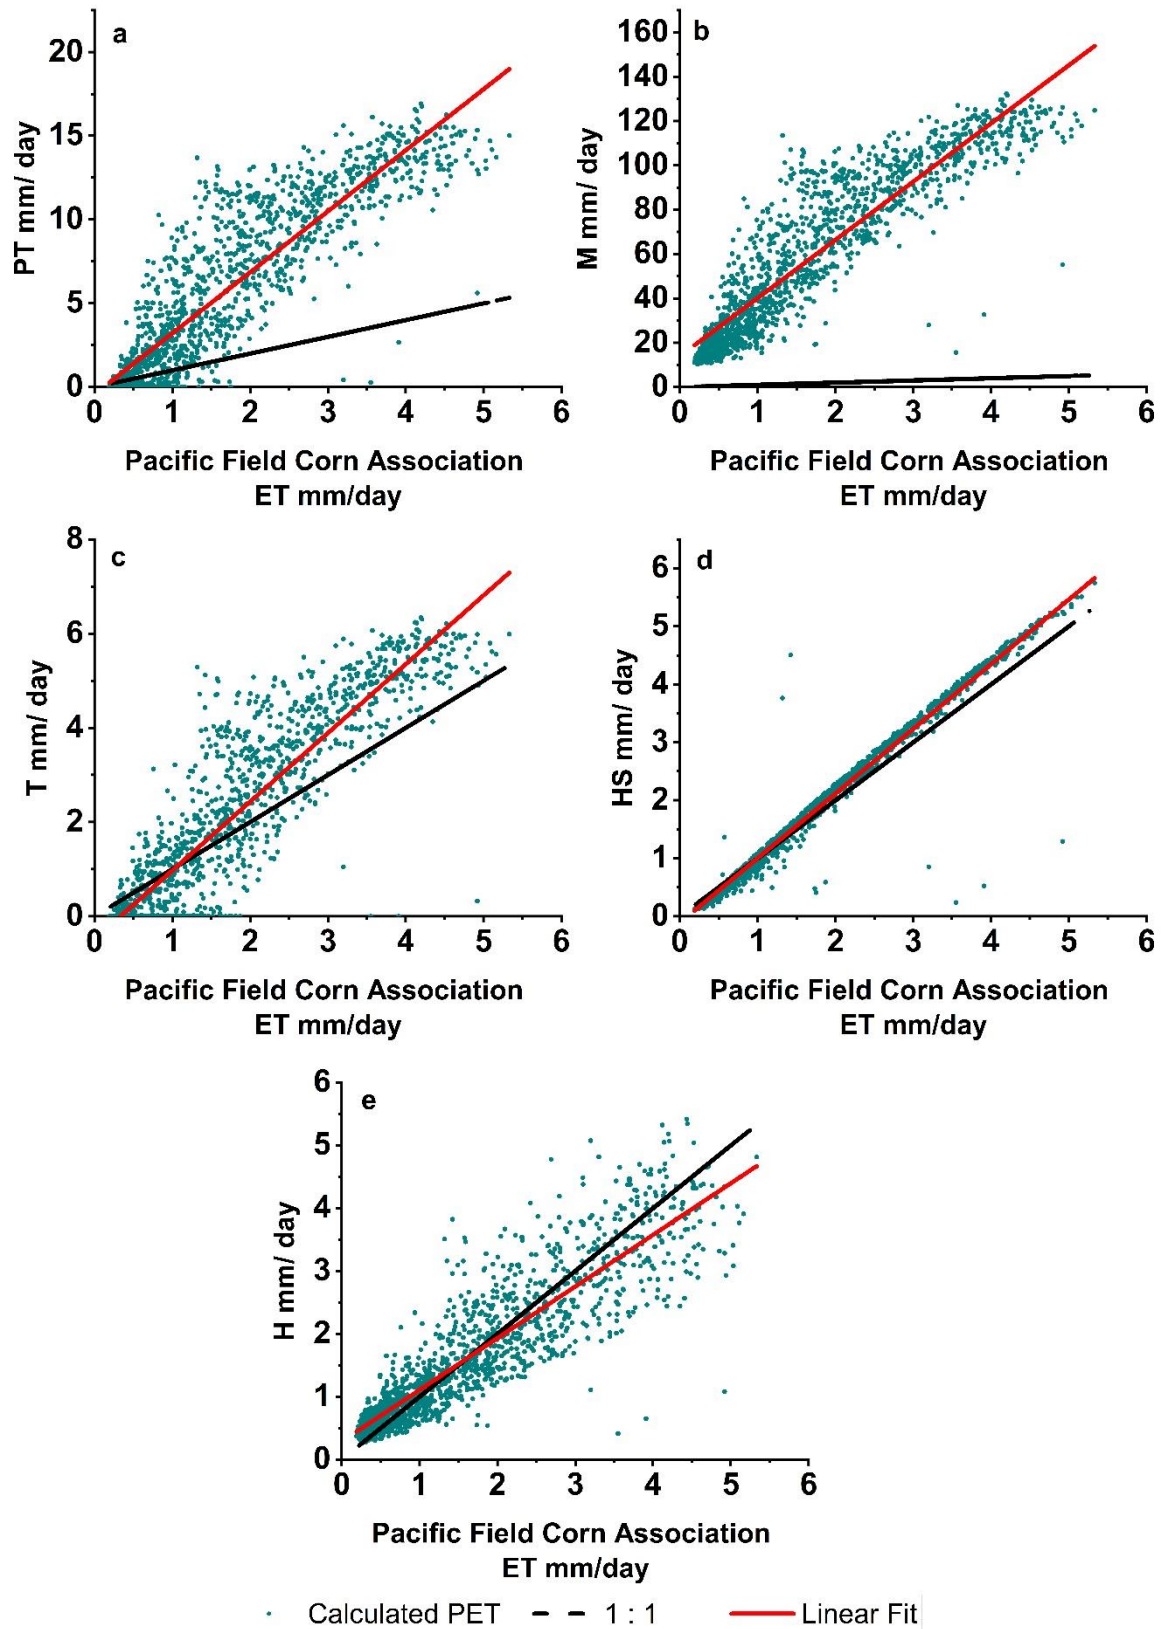 a
20
15
10
5
0
PT mm/ day
0 1 2 3 4 5 6
Pacific Field Corn Association
ET mm/day
b
160
140
120
100
80
60
40
20
0
M mm/ day
0 1 2 3 4 5 6
Pacific Field Corn Association
ET mm/day
c
8
6
4
2
0
T mm/ day
0 1 2 3 4 5 6
Pacific Field Corn Association
ET mm/day
d
6
5
4
3
2
1
0
HS mm/ day
0 1 2 3 4 5 6
Pacific Field Corn Association
ET mm/day
e
6
5
4
3
2
1
0
H mm/ day
0 1 2 3 4 5 6
Pacific Field Corn Association
ET mm/day
Calculated PET 1 : 1 Linear Fit